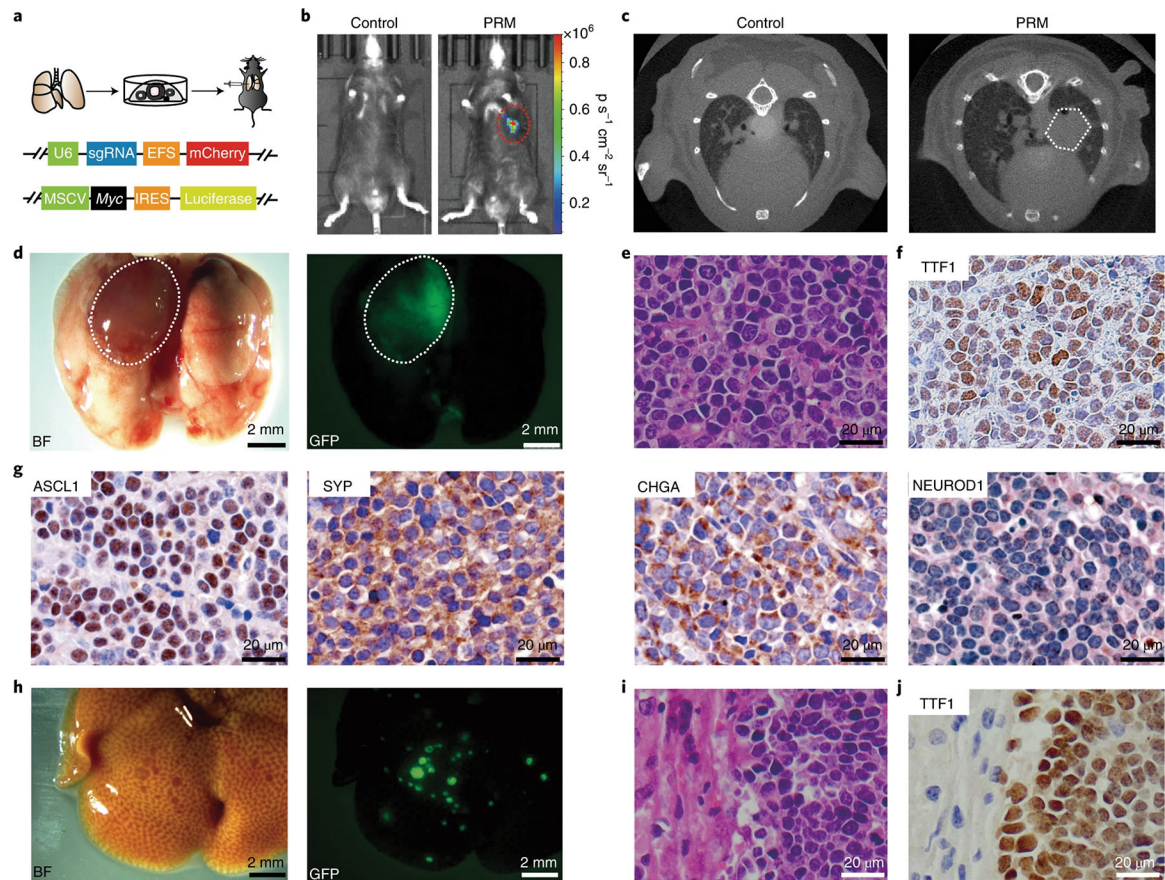 a
U6 sgRNA EFS mCherry
MSCV Myc IRES Luciferase
b
Control PRM
×10⁶
1.0
0.8
0.6
0.4
0.2
p s⁻¹ cm⁻² sr⁻¹
c
Control PRM
d
BF 2 mm
GFP 2 mm
e
20 μm
f
TTF1
20 μm
g
ASCL1
20 μm
SYP
20 μm
CHGA
20 μm
NEUROD1
20 μm
h
BF 2 mm
GFP 2 mm
i
20 μm
j
TTF1
20 μm